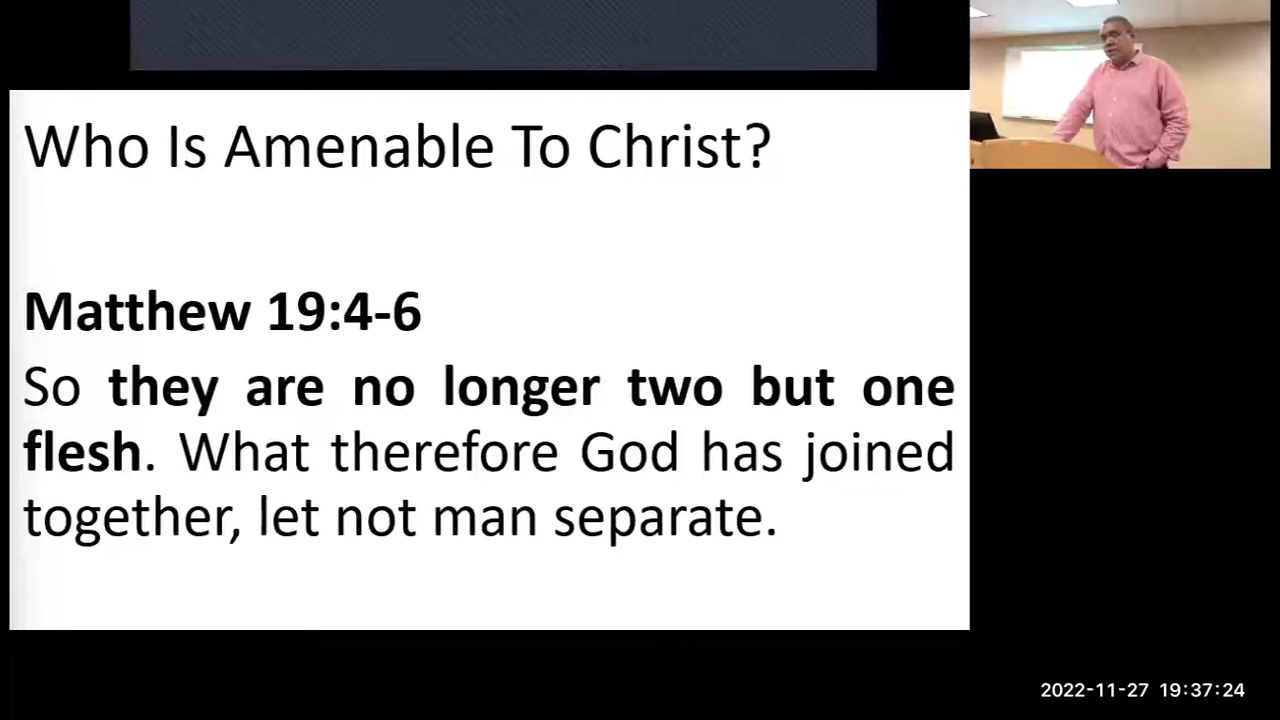 Who Is Amenable To Christ?
Matthew 19:4-6
So they are no longer two but one
flesh. What therefore God has joined
together, let not man separate.
2022-11-27 19:37:24